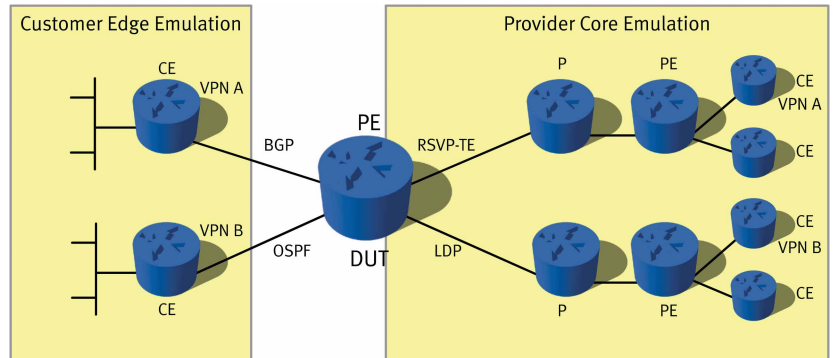 Customer Edge Emulation
Provider Core Emulation
CE
VPN A
BGP
PE
RSVP-TE
P
PE
CE
VPN A
CE
VPN B
CE
OSPF
DUT
LDP
P
PE
CE
VPN B
CE